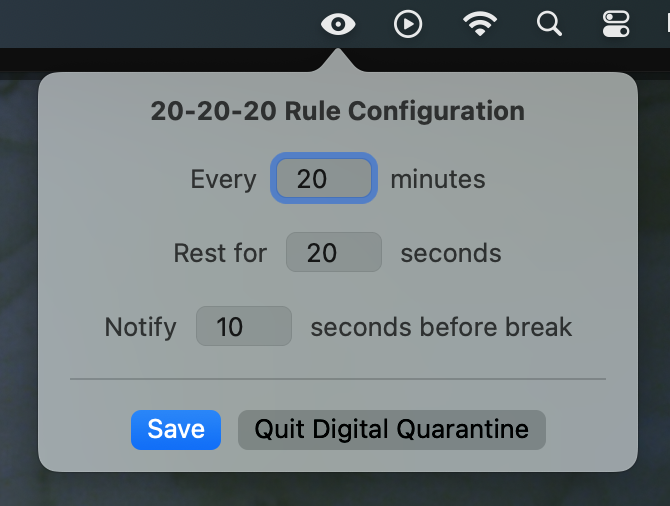 20-20-20 Rule Configuration
Every 20 minutes
Rest for 20 seconds
Notify 10 seconds before break
Save Quit Digital Quarantine